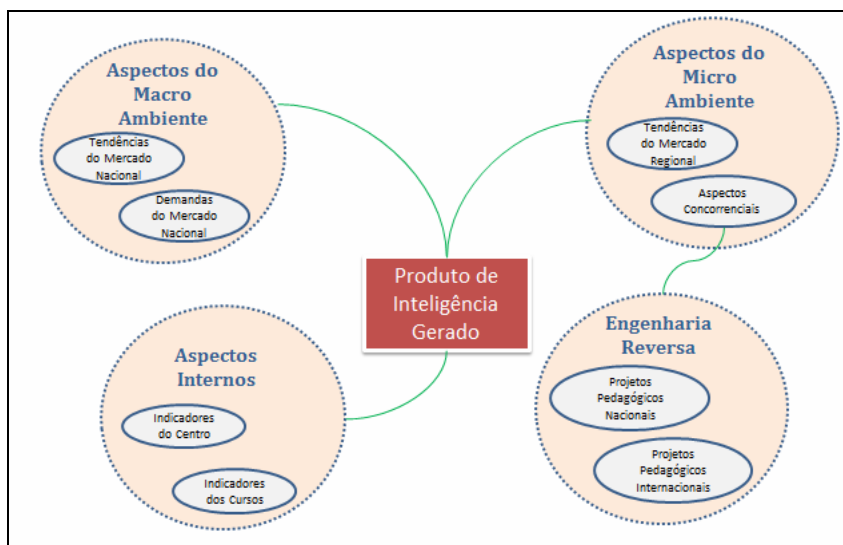 Aspectos do
Macro
Ambiente
Tendências
do Mercado
Nacional
Demandas
do Mercado
Nacional
Aspectos do
Micro
Ambiente
Tendências
do Mercado
Regional
Aspectos
Concorrenciais
Produto de
Inteligência
Gerado
Aspectos
Internos
Indicadores
do Centro
Indicadores
dos Cursos
Engenharia
Reversa
Projetos
Pedagógicos
Nacionais
Projetos
Pedagógicos
Internacionais